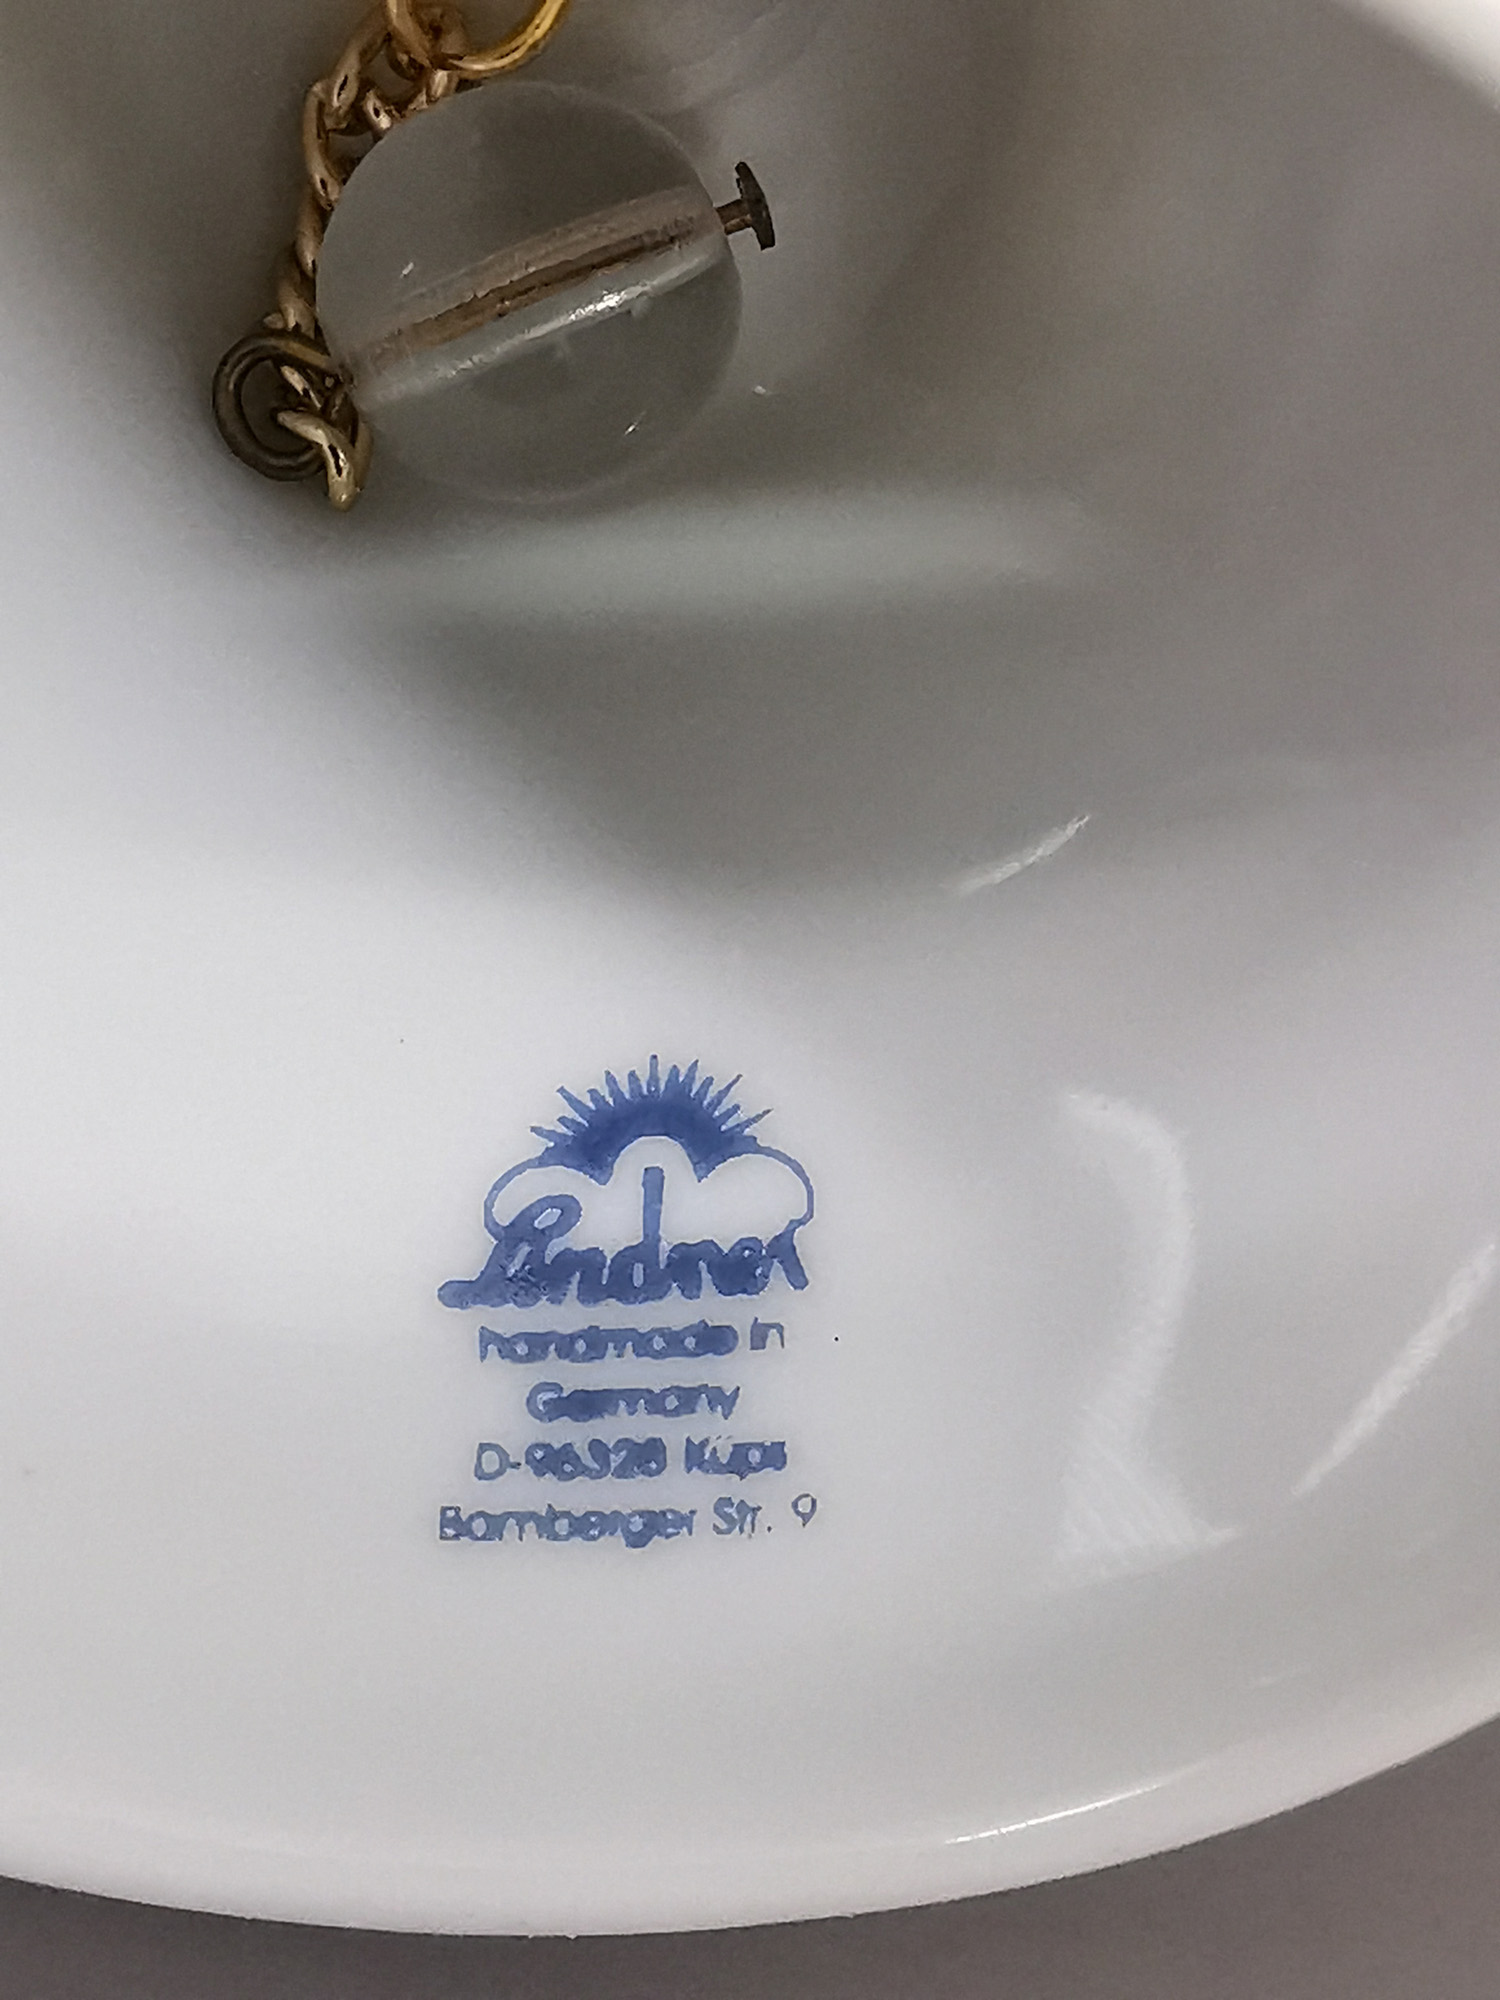 Lindner
handmade in
Germany
D-96328 Küps
Bamberger Str. 9